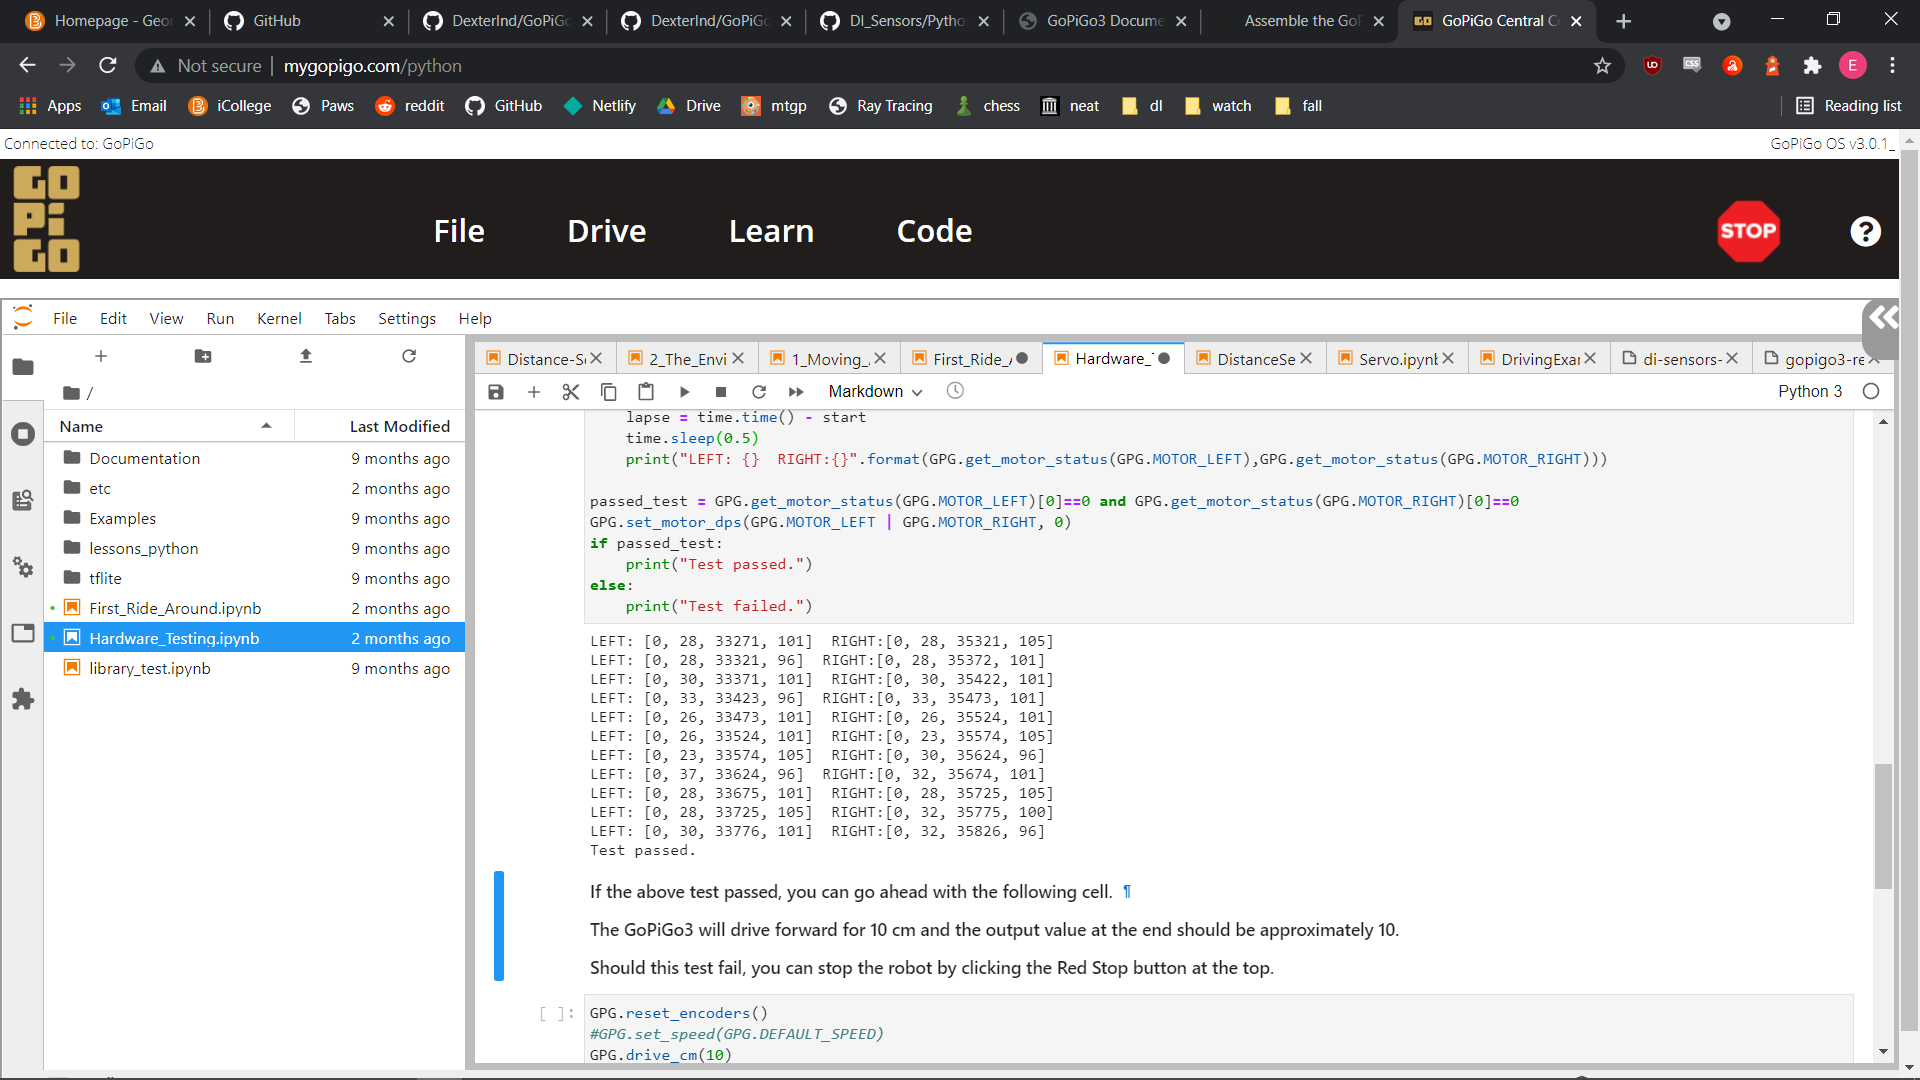 Homepage - Geor
GitHub
DexterInd/GoPiGo
DexterInd/GoPiGo
DI_Sensors/Pytho
GoPiGo3 Docume
Assemble the GoP
GoPiGo Central C
Not secure | mygopigo.com/python
E
Apps
Email
iCollege
Paws
reddit
GitHub
Netlify
Drive
mtgp
Ray Tracing
chess
neat
dl
watch
fall
Reading list
Connected to: GoPiGo
GoPiGo OS v3.0.1_
GO
Pi
GO
File
Drive
Learn
Code
STOP
?
File
Edit
View
Run
Kernel
Tabs
Settings
Help
Distance-Se
2_The_Envi
1_Moving_
First_Ride_A
Hardware_T
DistanceSe
Servo.ipynb
DrivingExar
di-sensors-
gopigo3-re
Markdown
Python 3
/
Name
Last Modified
Documentation 9 months ago
etc 2 months ago
Examples 9 months ago
lessons_python 9 months ago
tflite 9 months ago
First_Ride_Around.ipynb 2 months ago
Hardware_Testing.ipynb 2 months ago
library_test.ipynb 9 months ago
lapse = time.time() - start
time.sleep(0.5)
print("LEFT: {}  RIGHT:{}".format(GPG.get_motor_status(GPG.MOTOR_LEFT),GPG.get_motor_status(GPG.MOTOR_RIGHT)))
passed_test = GPG.get_motor_status(GPG.MOTOR_LEFT)[0]==0 and GPG.get_motor_status(GPG.MOTOR_RIGHT)[0]==0
GPG.set_motor_dps(GPG.MOTOR_LEFT | GPG.MOTOR_RIGHT, 0)
if passed_test:
print("Test passed.")
else:
print("Test failed.")
LEFT: [0, 28, 33271, 101]  RIGHT:[0, 28, 35321, 105]
LEFT: [0, 28, 33321, 96]  RIGHT:[0, 28, 35372, 101]
LEFT: [0, 30, 33371, 101]  RIGHT:[0, 30, 35422, 101]
LEFT: [0, 33, 33423, 96]  RIGHT:[0, 33, 35473, 101]
LEFT: [0, 26, 33473, 101]  RIGHT:[0, 26, 35524, 101]
LEFT: [0, 26, 33524, 101]  RIGHT:[0, 23, 35574, 105]
LEFT: [0, 23, 33574, 105]  RIGHT:[0, 30, 35624, 96]
LEFT: [0, 37, 33624, 96]  RIGHT:[0, 32, 35674, 101]
LEFT: [0, 28, 33675, 101]  RIGHT:[0, 28, 35725, 105]
LEFT: [0, 28, 33725, 105]  RIGHT:[0, 32, 35775, 100]
LEFT: [0, 30, 33776, 101]  RIGHT:[0, 32, 35826, 96]
Test passed.
If the above test passed, you can go ahead with the following cell. ¶
The GoPiGo3 will drive forward for 10 cm and the output value at the end should be approximately 10.
Should this test fail, you can stop the robot by clicking the Red Stop button at the top.
[ ]: GPG.reset_encoders()
#GPG.set_speed(GPG.DEFAULT_SPEED)
GPG.drive_cm(10)